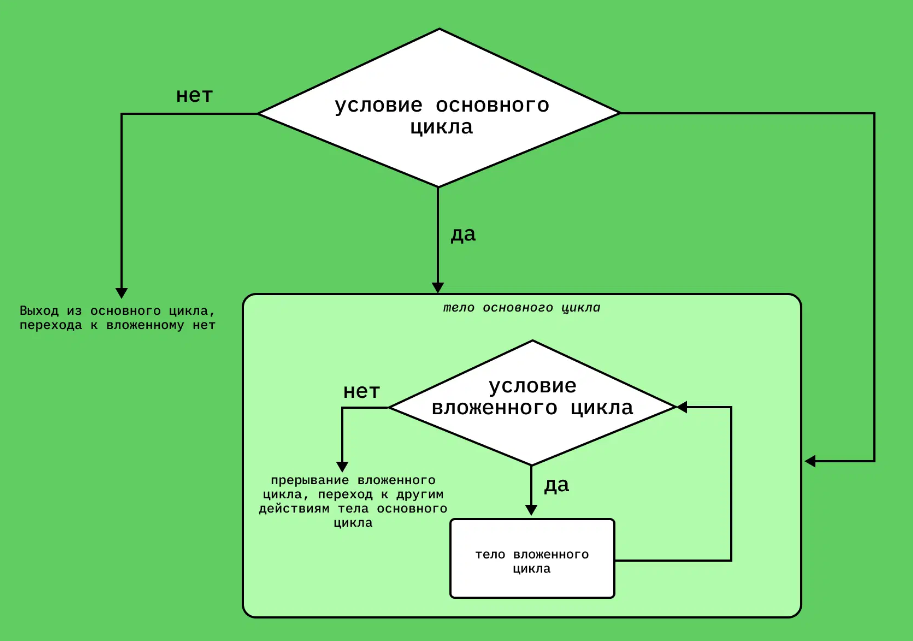 нет
условие основного
цикла
да
Выход из основного цикла,
перехода к вложенному нет
тело основного цикла
нет
условие
вложенного цикла
прерывание вложенного
цикла, переход к другим
действиям тела основного
цикла
да
тело вложенного
цикла